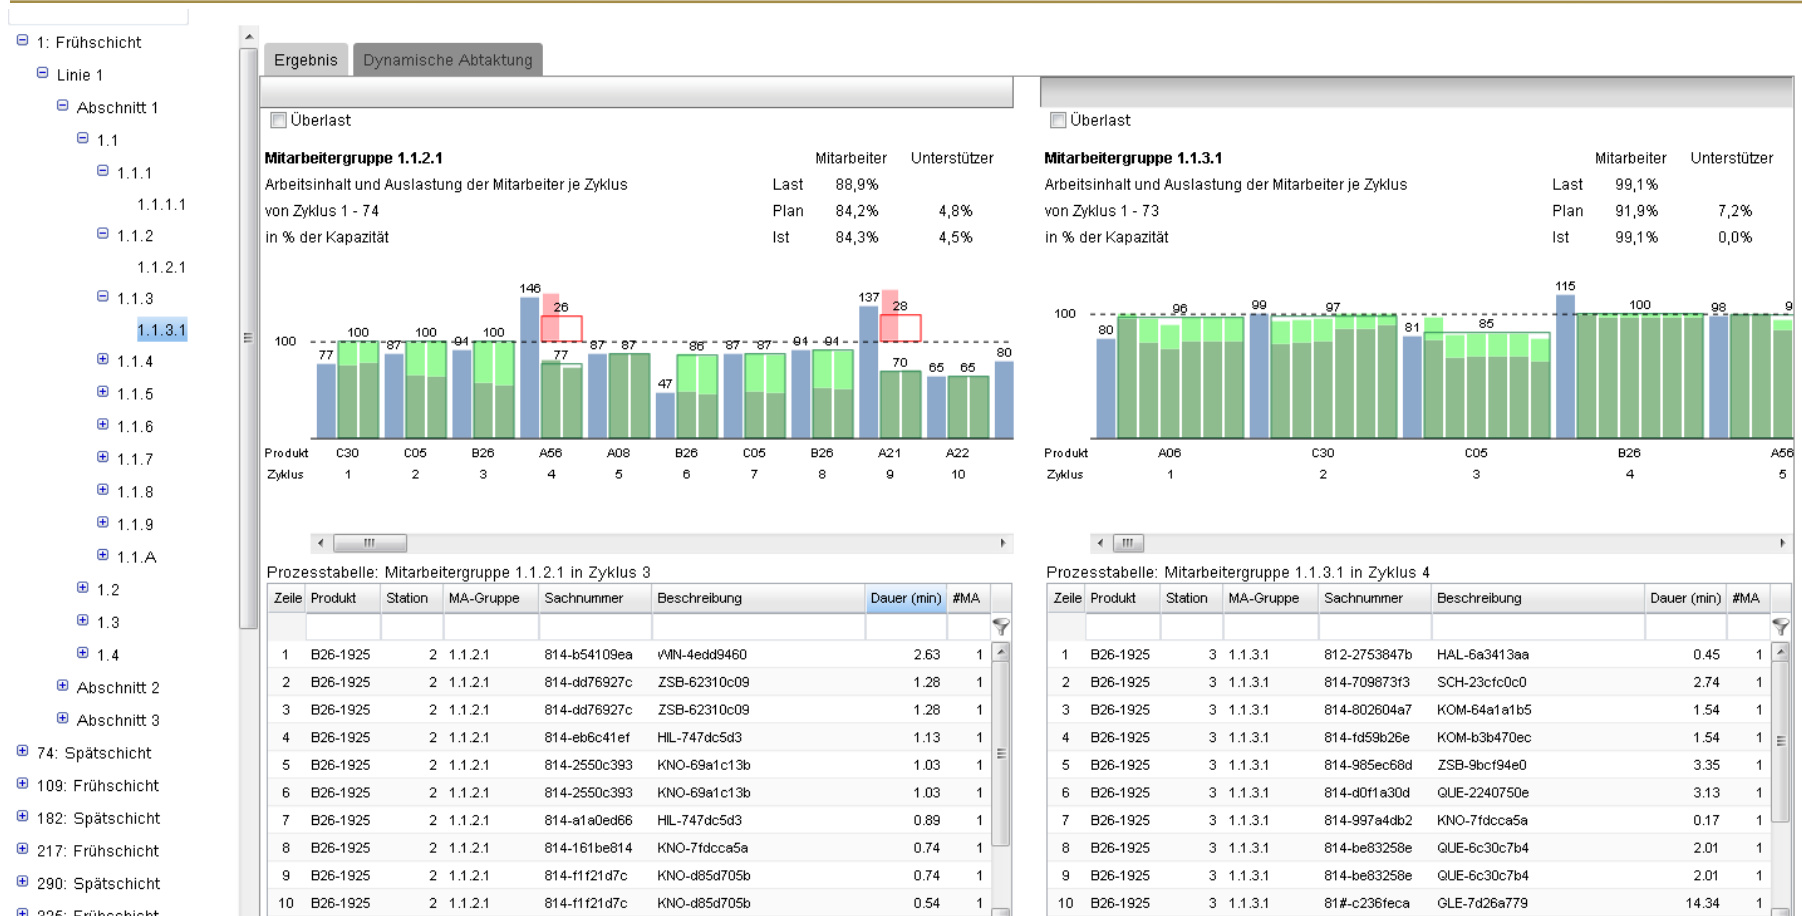 1: Frühschicht
Linie 1
Abschnitt 1
1.1
1.1.1
1.1.1.1
1.1.2
1.1.2.1
1.1.3
1.1.3.1
1.1.4
1.1.5
1.1.6
1.1.7
1.1.8
1.1.9
1.1.A
1.2
1.3
1.4
Abschnitt 2
Abschnitt 3
74: Spätschicht
109: Frühschicht
182: Spätschicht
217: Frühschicht
290: Spätschicht
325: Frühschicht
Ergebnis Dynamische Abtaktung
Überlast
Mitarbeitergruppe 1.1.2.1 Mitarbeiter Unterstützer
Arbeitsinhalt und Auslastung der Mitarbeiter je Zyklus Last 88,9%
von Zyklus 1 - 74 Plan 84,2% 4,8%
in % der Kapazität Ist 84,3% 4,5%
146 26 137 28
100 77 100 87 100 91 100 77 87 87 47 86 87 87 91 94 70 65 65 80
Produkt C30 C05 B26 A56 A08 B26 C05 B26 A21 A22
Zyklus 1 2 3 4 5 6 7 8 9 10
Prozesstabelle: Mitarbeitergruppe 1.1.2.1 in Zyklus 3
Zeile Produkt Station MA-Gruppe Sachnummer Beschreibung Dauer (min) #MA
1 B26-1925 2 1.1.2.1 814-b54109ea WIN-4edd9460 2.63 1
2 B26-1925 2 1.1.2.1 814-dd76927c ZSB-62310c09 1.28 1
3 B26-1925 2 1.1.2.1 814-dd76927c ZSB-62310c09 1.28 1
4 B26-1925 2 1.1.2.1 814-eb6c41ef HIL-747dc5d3 1.13 1
5 B26-1925 2 1.1.2.1 814-2550c393 KNO-69a1c13b 1.03 1
6 B26-1925 2 1.1.2.1 814-2550c393 KNO-69a1c13b 1.03 1
7 B26-1925 2 1.1.2.1 814-a1a0ed66 HIL-747dc5d3 0.89 1
8 B26-1925 2 1.1.2.1 814-161be814 KNO-7fdcca5a 0.74 1
9 B26-1925 2 1.1.2.1 814-f1f21d7c KNO-d85d705b 0.74 1
10 B26-1925 2 1.1.2.1 814-f1f21d7c KNO-d85d705b 0.54 1
Überlast
Mitarbeitergruppe 1.1.3.1 Mitarbeiter Unterstützer
Arbeitsinhalt und Auslastung der Mitarbeiter je Zyklus Last 99,1%
von Zyklus 1 - 73 Plan 91,9% 7,2%
in % der Kapazität Ist 99,1% 0,0%
100 80 96 99 97 81 85 115 100 98 9
Produkt A06 C30 C05 B26 A56
Zyklus 1 2 3 4 5
Prozesstabelle: Mitarbeitergruppe 1.1.3.1 in Zyklus 4
Zeile Produkt Station MA-Gruppe Sachnummer Beschreibung Dauer (min) #MA
1 B26-1925 3 1.1.3.1 812-2753847b HAL-6a3413aa 0.45 1
2 B26-1925 3 1.1.3.1 814-709873f3 SCH-23cfc0c0 2.74 1
3 B26-1925 3 1.1.3.1 814-802604a7 KOM-64a1a1b5 1.54 1
4 B26-1925 3 1.1.3.1 814-fd59b26e KOM-b3b470ec 1.54 1
5 B26-1925 3 1.1.3.1 814-985ec68d ZSB-9bcf94e0 3.35 1
6 B26-1925 3 1.1.3.1 814-d0f1a30d QUE-2240750e 3.13 1
7 B26-1925 3 1.1.3.1 814-997a4db2 KNO-7fdcca5a 0.17 1
8 B26-1925 3 1.1.3.1 814-be83258e QUE-6c30c7b4 2.01 1
9 B26-1925 3 1.1.3.1 814-be83258e QUE-6c30c7b4 2.01 1
10 B26-1925 3 1.1.3.1 81#-c236feca GLE-7d26a779 14.34 1